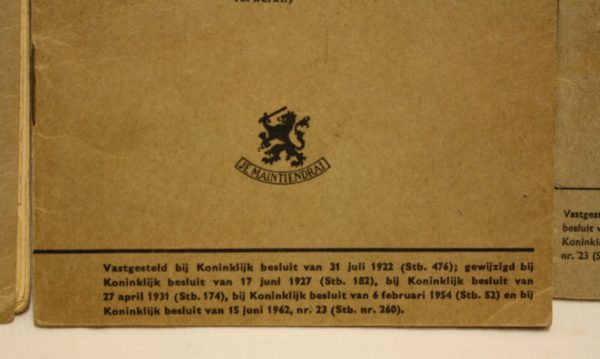 JE MAINTIENDRAI
Vastgesteld bij Koninklijk besluit van 31 juli 1922 (Stb. 476); gewijzigd bij
Koninklijk besluit van 17 juni 1927 (Stb. 182), bij Koninklijk besluit van
27 april 1931 (Stb. 174), bij Koninklijk besluit van 6 februari 1954 (Stb. 52) en bij
Koninklijk besluit van 15 juni 1962, nr. 23 (Stb. nr. 260).
Vastgest
besluit v
Koninkli
nr. 23 (S